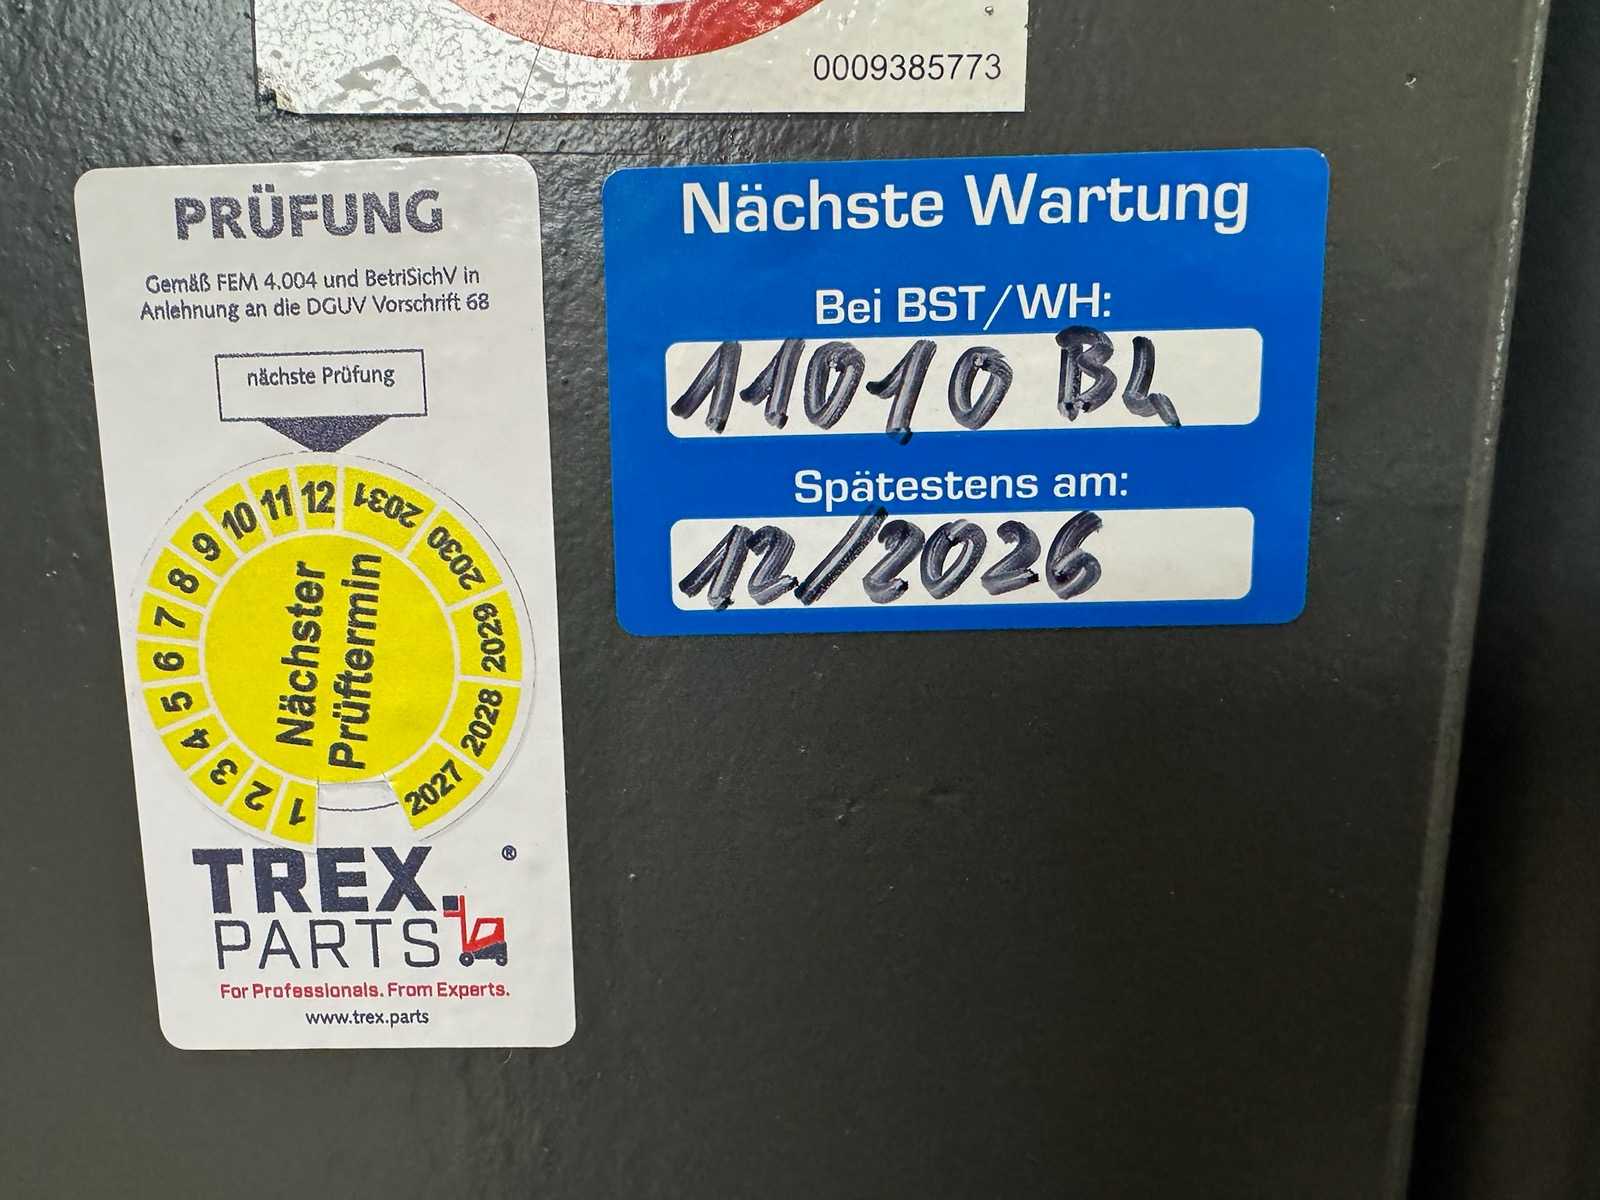 0009385773
PRÜFUNG
Gemäß FEM 4.004 und BetriSichV in
Anlehnung an die DGUV Vorschrift 68
nächste Prüfung
1 2 3 4 5 6 7 8 9 10 11 12 2031 2030 2029 2028 2027
Nächster
Prüftermin
TREX.®
PARTS
For Professionals. From Experts.
www.trex.parts
Nächste Wartung
Bei BST/WH:
11010 BL
Spätestens am:
12/2026